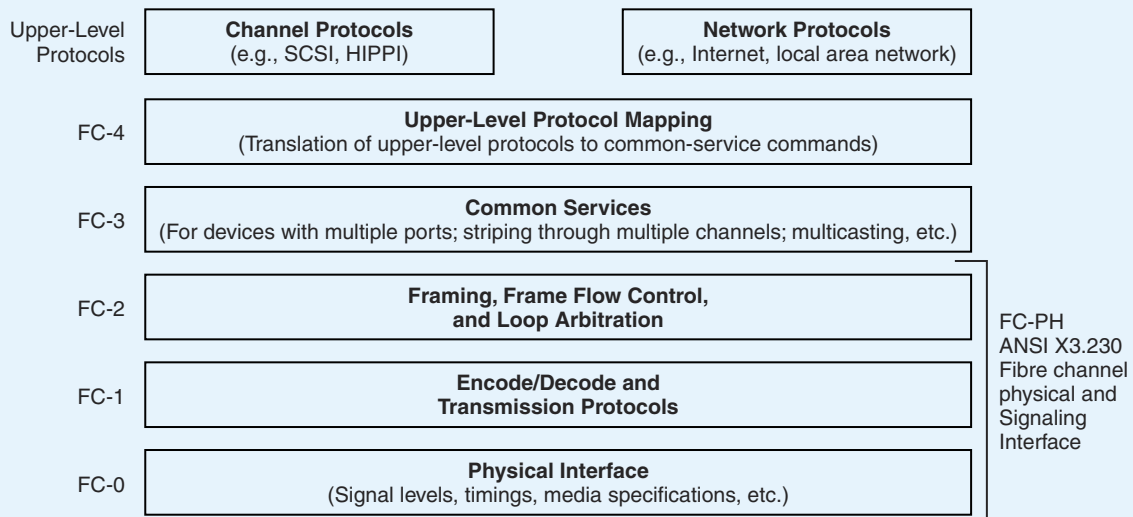 Upper-Level
Protocols
Channel Protocols
(e.g., SCSI, HIPPI)
Network Protocols
(e.g., Internet, local area network)
FC-4
Upper-Level Protocol Mapping
(Translation of upper-level protocols to common-service commands)
FC-3
Common Services
(For devices with multiple ports; striping through multiple channels; multicasting, etc.)
FC-2
Framing, Frame Flow Control,
and Loop Arbitration
FC-1
Encode/Decode and
Transmission Protocols
FC-0
Physical Interface
(Signal levels, timings, media specifications, etc.)
FC-PH
ANSI X3.230
Fibre channel
physical and
Signaling
Interface